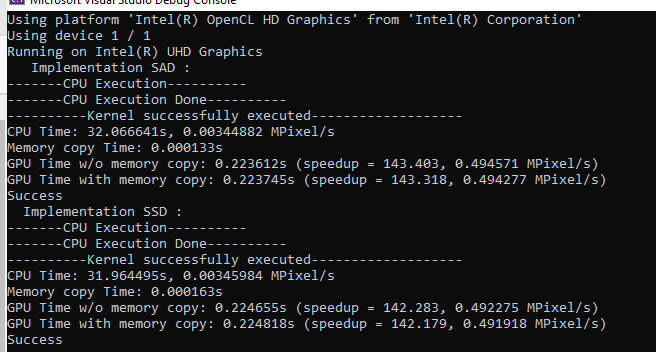 Microsoft Visual Studio Debug Console
Using platform 'Intel(R) OpenCL HD Graphics' from 'Intel(R) Corporation'
Using device 1 / 1
Running on Intel(R) UHD Graphics
   Implementation SAD :
-------CPU Execution----------
-------CPU Execution Done----------
----------Kernel successfully executed-------------------
CPU Time: 32.066641s, 0.00344882 MPixel/s
Memory copy Time: 0.000133s
GPU Time w/o memory copy: 0.223612s (speedup = 143.403, 0.494571 MPixel/s)
GPU Time with memory copy: 0.223745s (speedup = 143.318, 0.494277 MPixel/s)
Success
  Implementation SSD :
-------CPU Execution----------
-------CPU Execution Done----------
----------Kernel successfully executed-------------------
CPU Time: 31.964495s, 0.00345984 MPixel/s
Memory copy Time: 0.000163s
GPU Time w/o memory copy: 0.224655s (speedup = 142.283, 0.492275 MPixel/s)
GPU Time with memory copy: 0.224818s (speedup = 142.179, 0.491918 MPixel/s)
Success